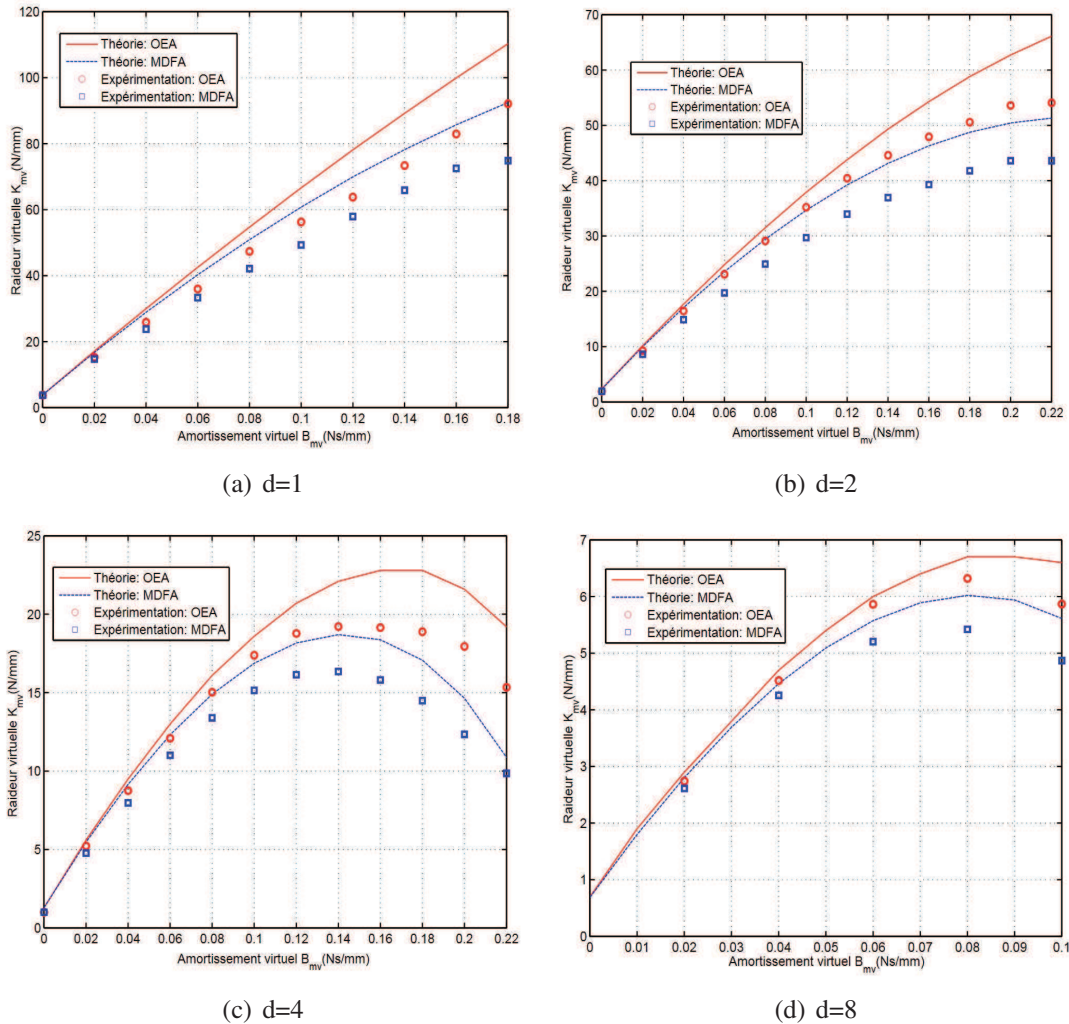 120
100
80
60
40
20
0
Raideur virtuelle K_mv(N/mm)
Théorie: OEA
Théorie: MDFA
Expérimentation: OEA
Expérimentation: MDFA
0 0.02 0.04 0.06 0.08 0.1 0.12 0.14 0.16 0.18
Amortissement virtuel B_mv(Ns/mm)
(a) d=1
70
60
50
40
30
20
10
0
Raideur virtuelle K_mv(N/mm)
Théorie: OEA
Théorie: MDFA
Expérimentation: OEA
Expérimentation: MDFA
0 0.02 0.04 0.06 0.08 0.1 0.12 0.14 0.16 0.18 0.2 0.22
Amortissement virtuel B_mv(Ns/mm)
(b) d=2
25
20
15
10
5
0
Raideur virtuelle K_mv(N/mm)
Théorie: OEA
Théorie: MDFA
Expérimentation: OEA
Expérimentation: MDFA
0 0.02 0.04 0.06 0.08 0.1 0.12 0.14 0.16 0.18 0.2 0.22
Amortissement virtuel B_mv(Ns/mm)
(c) d=4
7
6
5
4
3
2
1
0
Raideur virtuelle K_mv(N/mm)
Théorie: OEA
Théorie: MDFA
Expérimentation: OEA
Expérimentation: MDFA
0 0.01 0.02 0.03 0.04 0.05 0.06 0.07 0.08 0.09 0.1
Amortissement virtuel B_mv(Ns/mm)
(d) d=8